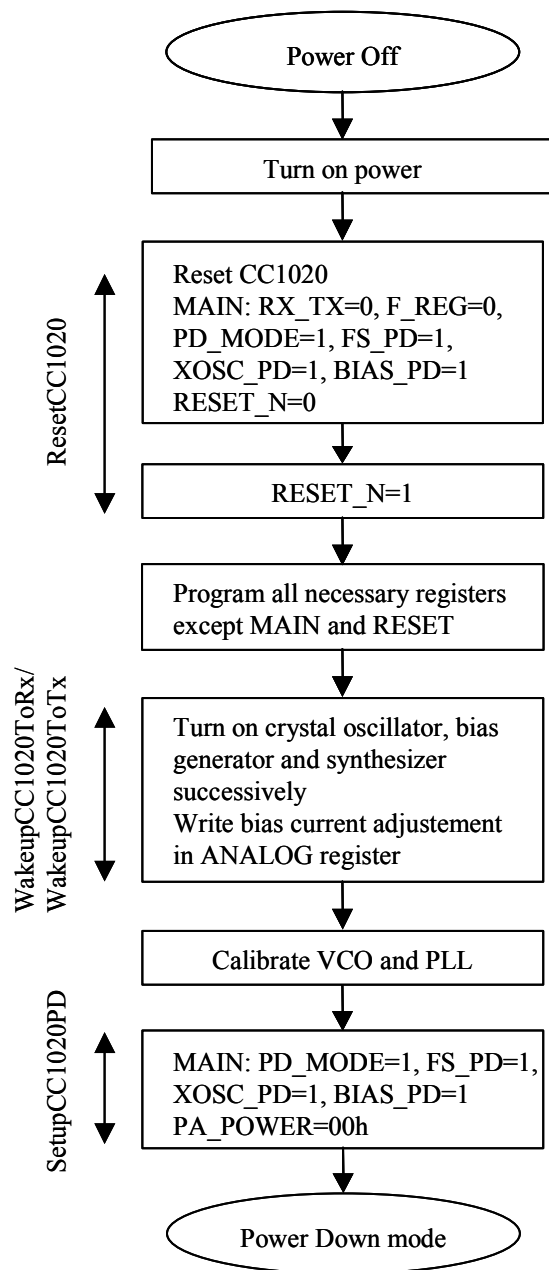 Power Off
Turn on power
ResetCC1020
Reset CC1020
MAIN: RX_TX=0, F_REG=0,
PD_MODE=1, FS_PD=1,
XOSC_PD=1, BIAS_PD=1
RESET_N=0
RESET_N=1
Program all necessary registers
except MAIN and RESET
WakeupCC1020ToRx/
WakeupCC1020ToTx
Turn on crystal oscillator, bias
generator and synthesizer
successively
Write bias current adjustement
in ANALOG register
Calibrate VCO and PLL
SetupCC1020PD
MAIN: PD_MODE=1, FS_PD=1,
XOSC_PD=1, BIAS_PD=1
PA_POWER=00h
Power Down mode